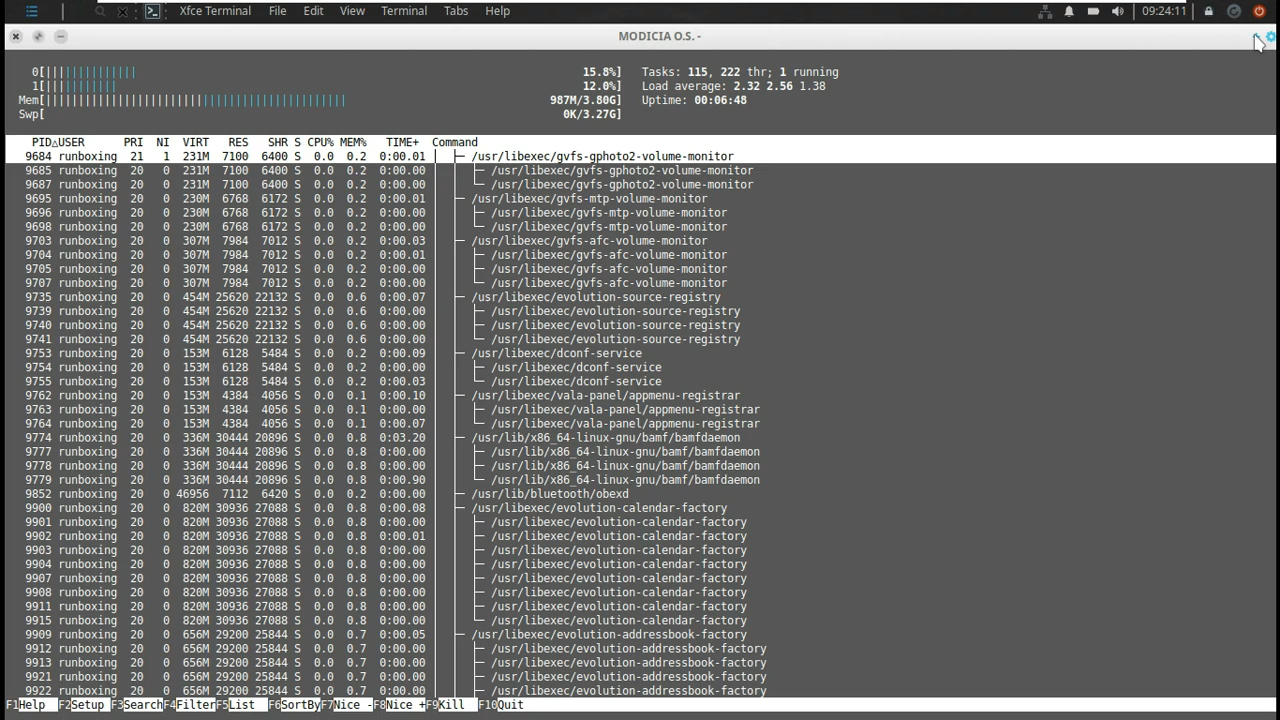 Xfce Terminal File Edit View Terminal Tabs Help 09:24:11
MODICIA O.S. -
0[|||||||||||||| 15.8%] Tasks: 115, 222 thr; 1 running
1[||||||||||| 12.0%] Load average: 2.32 2.56 1.38
Mem[||||||||||||||||||||||||||||||||||||||||||||||| 987M/3.80G] Uptime: 00:06:48
Swp[ 0K/3.27G]
PID△USER PRI NI VIRT RES SHR S CPU% MEM% TIME+ Command
9684 runboxing 21 1 231M 7100 6400 S 0.0 0.2 0:00.01 │ ├─ /usr/libexec/gvfs-gphoto2-volume-monitor
9685 runboxing 20 0 231M 7100 6400 S 0.0 0.2 0:00.00 │ │ ├─ /usr/libexec/gvfs-gphoto2-volume-monitor
9687 runboxing 20 0 231M 7100 6400 S 0.0 0.2 0:00.00 │ │ └─ /usr/libexec/gvfs-gphoto2-volume-monitor
9695 runboxing 20 0 230M 6768 6172 S 0.0 0.2 0:00.01 │ ├─ /usr/libexec/gvfs-mtp-volume-monitor
9696 runboxing 20 0 230M 6768 6172 S 0.0 0.2 0:00.00 │ │ ├─ /usr/libexec/gvfs-mtp-volume-monitor
9698 runboxing 20 0 230M 6768 6172 S 0.0 0.2 0:00.00 │ │ └─ /usr/libexec/gvfs-mtp-volume-monitor
9703 runboxing 20 0 307M 7984 7012 S 0.0 0.2 0:00.03 │ ├─ /usr/libexec/gvfs-afc-volume-monitor
9704 runboxing 20 0 307M 7984 7012 S 0.0 0.2 0:00.01 │ │ ├─ /usr/libexec/gvfs-afc-volume-monitor
9705 runboxing 20 0 307M 7984 7012 S 0.0 0.2 0:00.00 │ │ ├─ /usr/libexec/gvfs-afc-volume-monitor
9707 runboxing 20 0 307M 7984 7012 S 0.0 0.2 0:00.00 │ │ └─ /usr/libexec/gvfs-afc-volume-monitor
9735 runboxing 20 0 454M 25620 22132 S 0.0 0.6 0:00.07 │ ├─ /usr/libexec/evolution-source-registry
9739 runboxing 20 0 454M 25620 22132 S 0.0 0.6 0:00.00 │ │ ├─ /usr/libexec/evolution-source-registry
9740 runboxing 20 0 454M 25620 22132 S 0.0 0.6 0:00.00 │ │ ├─ /usr/libexec/evolution-source-registry
9741 runboxing 20 0 454M 25620 22132 S 0.0 0.6 0:00.00 │ │ └─ /usr/libexec/evolution-source-registry
9753 runboxing 20 0 153M 6128 5484 S 0.0 0.2 0:00.09 │ ├─ /usr/libexec/dconf-service
9754 runboxing 20 0 153M 6128 5484 S 0.0 0.2 0:00.00 │ │ ├─ /usr/libexec/dconf-service
9755 runboxing 20 0 153M 6128 5484 S 0.0 0.2 0:00.03 │ │ └─ /usr/libexec/dconf-service
9762 runboxing 20 0 153M 4384 4056 S 0.0 0.1 0:00.10 │ ├─ /usr/libexec/vala-panel/appmenu-registrar
9763 runboxing 20 0 153M 4384 4056 S 0.0 0.1 0:00.00 │ │ ├─ /usr/libexec/vala-panel/appmenu-registrar
9764 runboxing 20 0 153M 4384 4056 S 0.0 0.1 0:00.07 │ │ └─ /usr/libexec/vala-panel/appmenu-registrar
9774 runboxing 20 0 336M 30444 20896 S 0.0 0.8 0:03.20 │ ├─ /usr/lib/x86_64-linux-gnu/bamf/bamfdaemon
9777 runboxing 20 0 336M 30444 20896 S 0.0 0.8 0:00.00 │ │ ├─ /usr/lib/x86_64-linux-gnu/bamf/bamfdaemon
9778 runboxing 20 0 336M 30444 20896 S 0.0 0.8 0:00.00 │ │ ├─ /usr/lib/x86_64-linux-gnu/bamf/bamfdaemon
9779 runboxing 20 0 336M 30444 20896 S 0.0 0.8 0:00.90 │ │ └─ /usr/lib/x86_64-linux-gnu/bamf/bamfdaemon
9852 runboxing 20 0 46956 7112 6420 S 0.0 0.2 0:00.00 │ ├─ /usr/lib/bluetooth/obexd
9900 runboxing 20 0 820M 30936 27088 S 0.0 0.8 0:00.08 │ ├─ /usr/libexec/evolution-calendar-factory
9901 runboxing 20 0 820M 30936 27088 S 0.0 0.8 0:00.00 │ │ ├─ /usr/libexec/evolution-calendar-factory
9902 runboxing 20 0 820M 30936 27088 S 0.0 0.8 0:00.01 │ │ ├─ /usr/libexec/evolution-calendar-factory
9903 runboxing 20 0 820M 30936 27088 S 0.0 0.8 0:00.00 │ │ ├─ /usr/libexec/evolution-calendar-factory
9904 runboxing 20 0 820M 30936 27088 S 0.0 0.8 0:00.00 │ │ ├─ /usr/libexec/evolution-calendar-factory
9907 runboxing 20 0 820M 30936 27088 S 0.0 0.8 0:00.00 │ │ ├─ /usr/libexec/evolution-calendar-factory
9908 runboxing 20 0 820M 30936 27088 S 0.0 0.8 0:00.00 │ │ ├─ /usr/libexec/evolution-calendar-factory
9911 runboxing 20 0 820M 30936 27088 S 0.0 0.8 0:00.00 │ │ ├─ /usr/libexec/evolution-calendar-factory
9915 runboxing 20 0 820M 30936 27088 S 0.0 0.8 0:00.00 │ │ └─ /usr/libexec/evolution-calendar-factory
9909 runboxing 20 0 656M 29200 25844 S 0.0 0.7 0:00.05 │ ├─ /usr/libexec/evolution-addressbook-factory
9912 runboxing 20 0 656M 29200 25844 S 0.0 0.7 0:00.00 │ │ ├─ /usr/libexec/evolution-addressbook-factory
9913 runboxing 20 0 656M 29200 25844 S 0.0 0.7 0:00.00 │ │ ├─ /usr/libexec/evolution-addressbook-factory
9921 runboxing 20 0 656M 29200 25844 S 0.0 0.7 0:00.00 │ │ ├─ /usr/libexec/evolution-addressbook-factory
9922 runboxing 20 0 656M 29200 25844 S 0.0 0.7 0:00.00 │ │ ├─ /usr/libexec/evolution-addressbook-factory
F1Help F2Setup F3SearchF4FilterF5List F6SortByF7Nice -F8Nice +F9Kill F10Quit